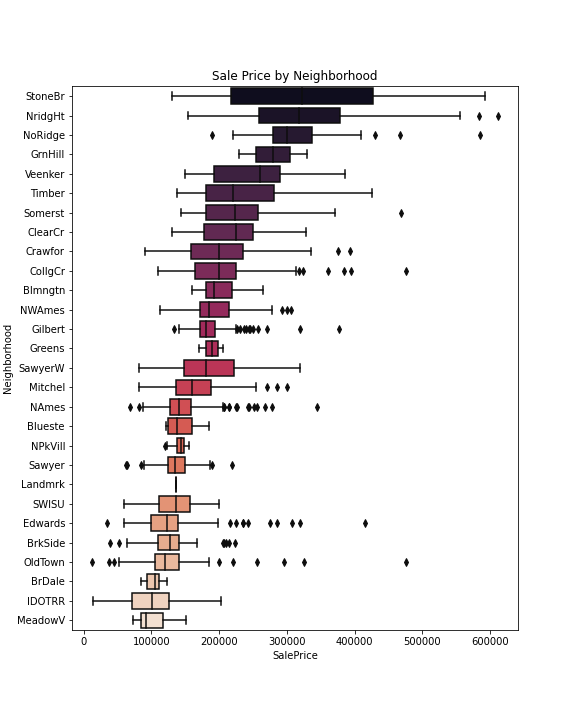 Sale Price by Neighborhood
Neighborhood
StoneBr
NridgHt
NoRidge
GrnHill
Veenker
Timber
Somerst
ClearCr
Crawfor
CollgCr
Blmngtn
NWAmes
Gilbert
Greens
SawyerW
Mitchel
NAmes
Blueste
NPkVill
Sawyer
Landmrk
SWISU
Edwards
BrkSide
OldTown
BrDale
IDOTRR
MeadowV
0 100000 200000 300000 400000 500000 600000
SalePrice